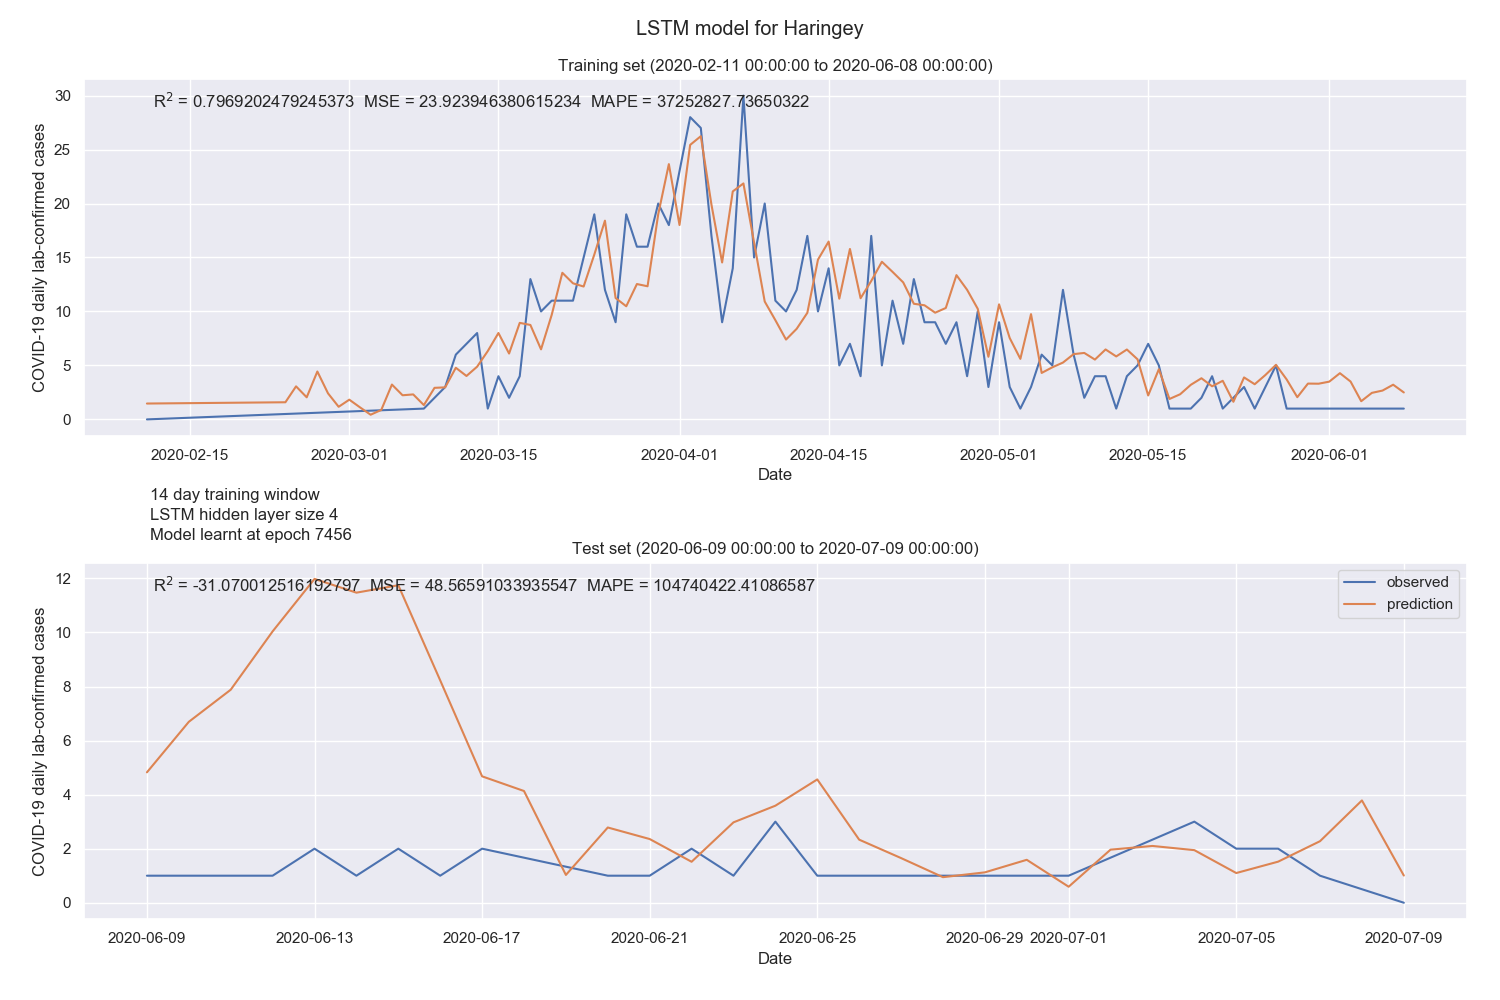 LSTM model for Haringey
Training set (2020-02-11 00:00:00 to 2020-06-08 00:00:00)
R² = 0.7969202479245373 MSE = 23.923946380615234 MAPE = 37252827.73650322
COVID-19 daily lab-confirmed cases
30
25
20
15
10
5
0
2020-02-15 2020-03-01 2020-03-15 2020-04-01 2020-04-15 2020-05-01 2020-05-15 2020-06-01
Date
14 day training window
LSTM hidden layer size 4
Model learnt at epoch 7456
Test set (2020-06-09 00:00:00 to 2020-07-09 00:00:00)
R² = -31.070012516192797 MSE = 48.56591033935547 MAPE = 104740422.41086587
observed
prediction
COVID-19 daily lab-confirmed cases
12
10
8
6
4
2
0
2020-06-09 2020-06-13 2020-06-17 2020-06-21 2020-06-25 2020-06-29 2020-07-01 2020-07-05 2020-07-09
Date